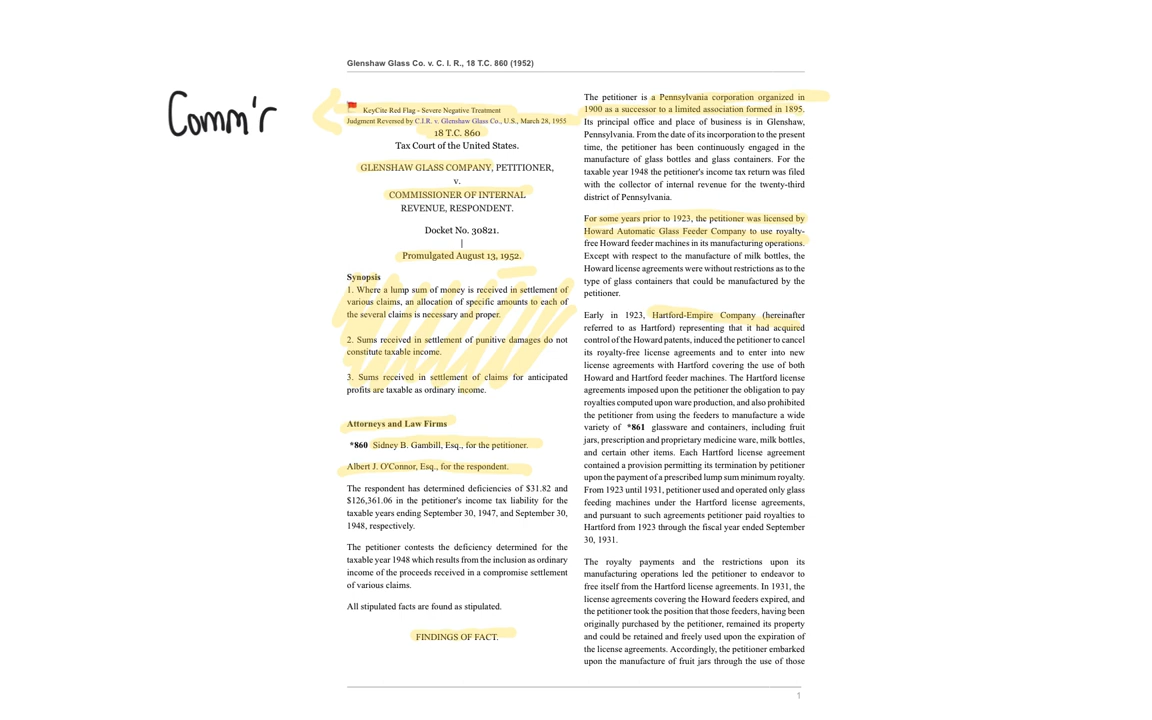 Glenshaw Glass Co. v. C. I. R., 18 T.C. 860 (1952)
Comm'r
KeyCite Red Flag - Severe Negative Treatment
Judgment Reversed by C.I.R. v. Glenshaw Glass Co., U.S., March 28, 1955
18 T.C. 860
Tax Court of the United States.
GLENSHAW GLASS COMPANY, PETITIONER,
v.
COMMISSIONER OF INTERNAL
REVENUE, RESPONDENT.
Docket No. 30821.
|
Promulgated August 13, 1952.
Synopsis
1. Where a lump sum of money is received in settlement of
various claims, an allocation of specific amounts to each of
the several claims is necessary and proper.
2. Sums received in settlement of punitive damages do not
constitute taxable income.
3. Sums received in settlement of claims for anticipated
profits are taxable as ordinary income.
Attorneys and Law Firms
*860 Sidney B. Gambill, Esq., for the petitioner.
Albert J. O'Connor, Esq., for the respondent.
The respondent has determined deficiencies of $31.82 and
$126,361.06 in the petitioner's income tax liability for the
taxable years ending September 30, 1947, and September 30,
1948, respectively.
The petitioner contests the deficiency determined for the
taxable year 1948 which results from the inclusion as ordinary
income of the proceeds received in a compromise settlement
of various claims.
All stipulated facts are found as stipulated.
FINDINGS OF FACT.
The petitioner is a Pennsylvania corporation organized in
1900 as a successor to a limited association formed in 1895.
Its principal office and place of business is in Glenshaw,
Pennsylvania. From the date of its incorporation to the present
time, the petitioner has been continuously engaged in the
manufacture of glass bottles and glass containers. For the
taxable year 1948 the petitioner's income tax return was filed
with the collector of internal revenue for the twenty-third
district of Pennsylvania.
For some years prior to 1923, the petitioner was licensed by
Howard Automatic Glass Feeder Company to use royalty-
free Howard feeder machines in its manufacturing operations.
Except with respect to the manufacture of milk bottles, the
Howard license agreements were without restrictions as to the
type of glass containers that could be manufactured by the
petitioner.
Early in 1923, Hartford-Empire Company (hereinafter
referred to as Hartford) representing that it had acquired
control of the Howard patents, induced the petitioner to cancel
its royalty-free license agreements and to enter into new
license agreements with Hartford covering the use of both
Howard and Hartford feeder machines. The Hartford license
agreements imposed upon the petitioner the obligation to pay
royalties computed upon ware production, and also prohibited
the petitioner from using the feeders to manufacture a wide
variety of *861 glassware and containers, including fruit
jars, prescription and proprietary medicine ware, milk bottles,
and certain other items. Each Hartford license agreement
contained a provision permitting its termination by petitioner
upon the payment of a prescribed lump sum minimum royalty.
From 1923 until 1931, petitioner used and operated only glass
feeding machines under the Hartford license agreements,
and pursuant to such agreements petitioner paid royalties to
Hartford from 1923 through the fiscal year ended September
30, 1931.
The royalty payments and the restrictions upon its
manufacturing operations led the petitioner to endeavor to
free itself from the Hartford license agreements. In 1931, the
license agreements covering the Howard feeders expired, and
the petitioner took the position that those feeders, having been
originally purchased by the petitioner, remained its property
and could be retained and freely used upon the expiration of
the license agreements. Accordingly, the petitioner embarked
upon the manufacture of fruit jars through the use of those
1